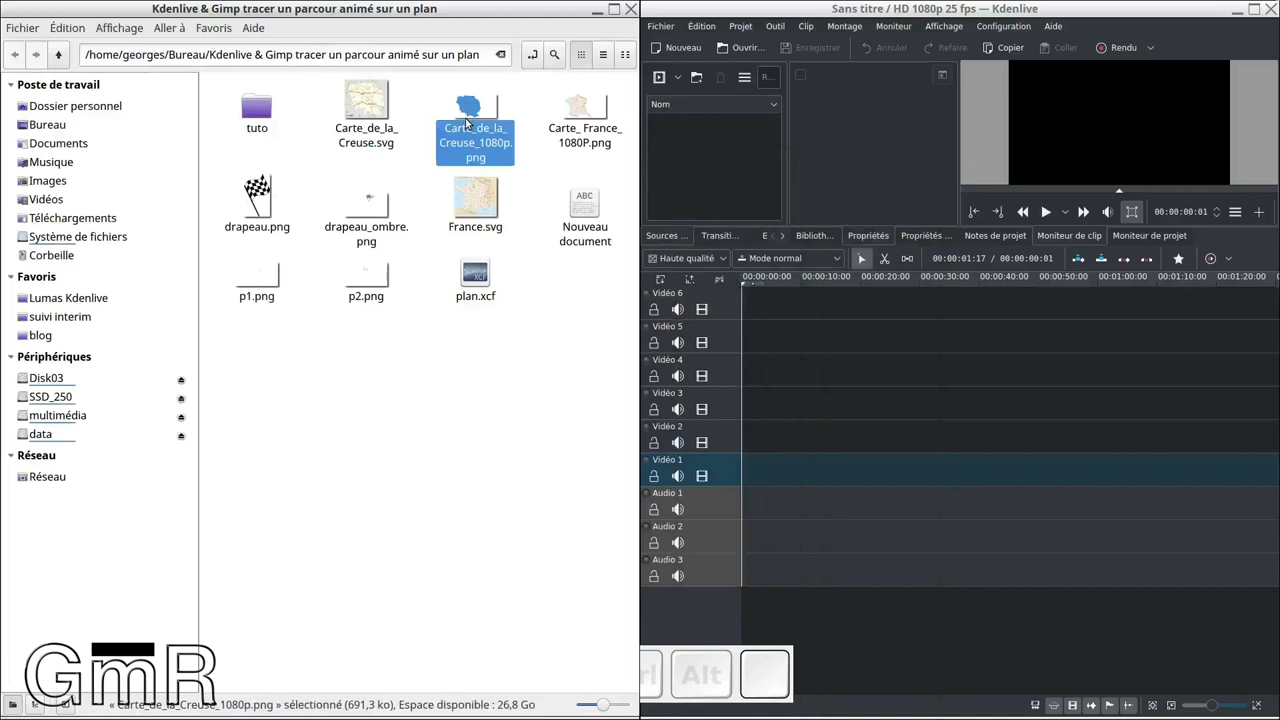 Kdenlive & Gimp tracer un parcour animé sur un plan
Fichier Édition Affichage Aller à Favoris Aide
/home/georges/Bureau/Kdenlive & Gimp tracer un parcour animé sur un plan
Poste de travail
Dossier personnel
Bureau
Documents
Musique
Images
Vidéos
Téléchargements
Système de fichiers
Corbeille
Favoris
Lumas Kdenlive
suivi interim
blog
Périphériques
Disk03
SSD_250
multimédia
data
Réseau
Réseau
tuto
Carte_de_la_
Creuse.svg
Carte_de_la_
Creuse_1080p.
png
Carte_ France_
1080P.png
drapeau.png
drapeau_ombre.
png
France.svg
ABC
Nouveau
document
p1.png
p2.png
XCF
plan.xcf
GmR
« Carte_de_la_Creuse_1080p.png » sélectionné (691,3 ko), Espace disponible : 26,8 Go
Sans titre / HD 1080p 25 fps — Kdenlive
Fichier Édition Projet Outil Clip Montage Moniteur Affichage Configuration Aide
Nouveau Ouvrir... Enregistrer Annuler Refaire Copier Coller Rendu
R...
Nom
00:00:00:01
Sources ... Transiti... E Biblioth... Propriétés Propriétés ... Notes de projet Moniteur de clip Moniteur de projet
Haute qualité Mode normal 00:00:01:17 / 00:00:00:01
00:00:00:00 00:00:10:00 00:00:20:00 00:00:30:00 00:00:40:00 00:00:50:00 00:01:00:00 00:01:10:00 00:01:20:00
Vidéo 6
Vidéo 5
Vidéo 4
Vidéo 3
Vidéo 2
Vidéo 1
Audio 1
Audio 2
Audio 3
Alt